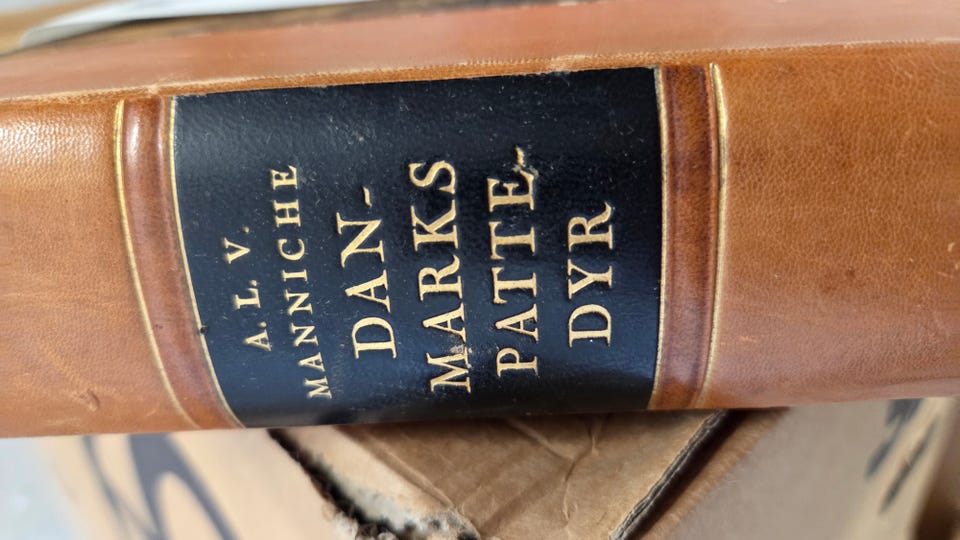 A. L. V.
MANNICHE
DAN-
MARKS
PATTE-
DYR